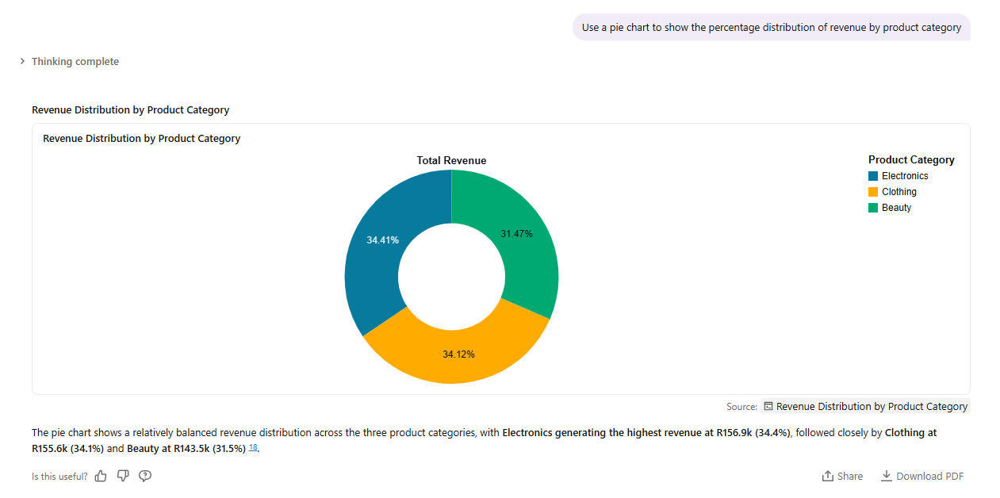 Use a pie chart to show the percentage distribution of revenue by product category
Thinking complete
Revenue Distribution by Product Category
Revenue Distribution by Product Category
Total Revenue
Product Category
Electronics
Clothing
Beauty
34.41%
31.47%
34.12%
Source: Revenue Distribution by Product Category
The pie chart shows a relatively balanced revenue distribution across the three product categories, with Electronics generating the highest revenue at R156.9k (34.4%), followed closely by Clothing at
R155.6k (34.1%) and Beauty at R143.5k (31.5%) 18.
Is this useful?
Share
Download PDF